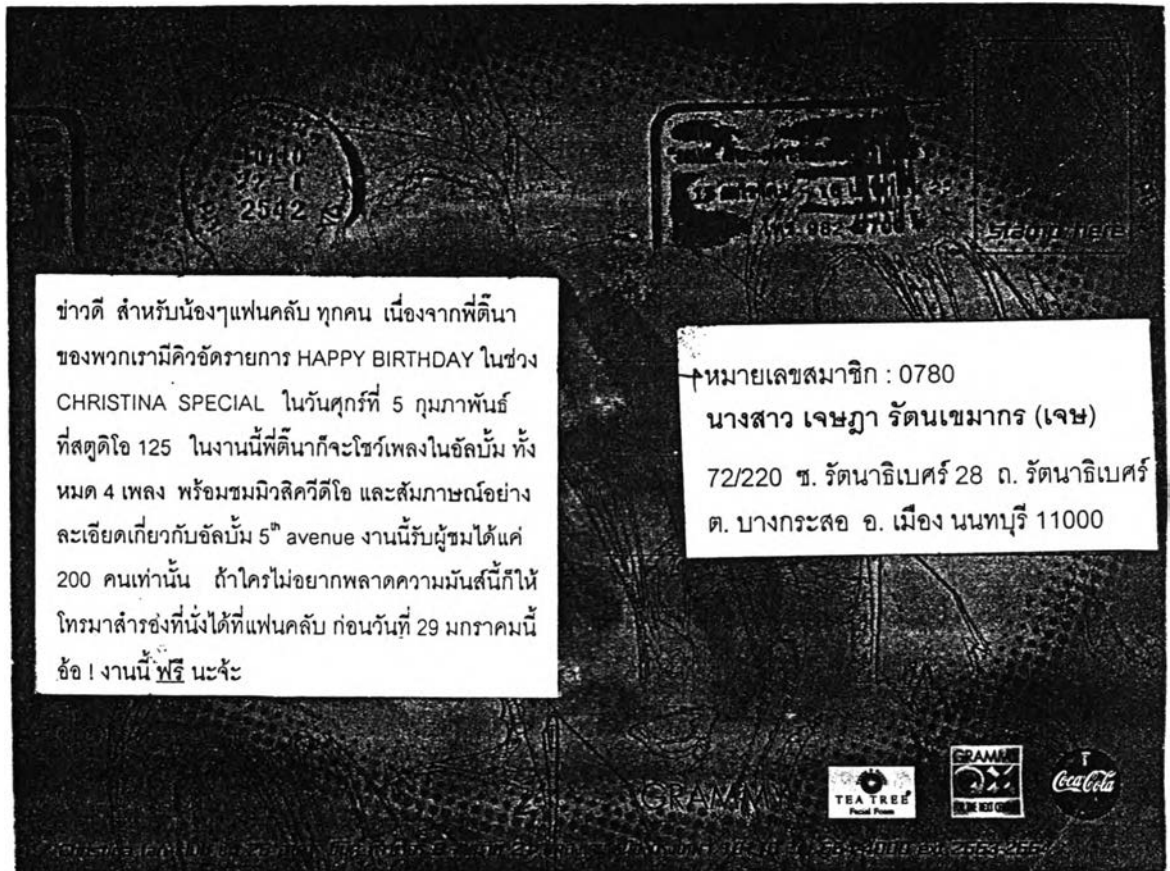 10110
2542
stamp here
ข่าวดี สำหรับน้องๆแฟนคลับ ทุกคน เนื่องจากพี่ติ๊นา
ของพวกเรามีคิวอัดรายการ HAPPY BIRTHDAY ในช่วง
CHRISTINA SPECIAL ในวันศุกร์ที่ 5 กุมภาพันธ์
ที่สตูดิโอ 125 ในงานนี้พี่ติ๊นาก็จะโชว์เพลงในอัลบั้ม ทั้ง
หมด 4 เพลง พร้อมชมมิวสิควีดีโอ และสัมภาษณ์อย่าง
ละเอียดเกี่ยวกับอัลบั้ม 5th avenue งานนี้รับผู้ชมได้แค่
200 คนเท่านั้น ถ้าใครไม่อยากพลาดความมันส์นี้ก็ให้
โทรมาสำรองที่นั่งได้ที่แฟนคลับ ก่อนวันที่ 29 มกราคมนี้
อ้อ ! งานนี้ ฟรี นะจ้ะ
หมายเลขสมาชิก : 0780
นางสาว เจษฎา รัตนเขมากร (เจษ)
72/220 ซ. รัตนาธิเบศร์ 28 ถ. รัตนาธิเบศร์
ต. บางกระสอ อ. เมือง นนทบุรี 11000
GRAMMY
TEA TREE
Facial Foam
GRAMMY
Coca-Cola